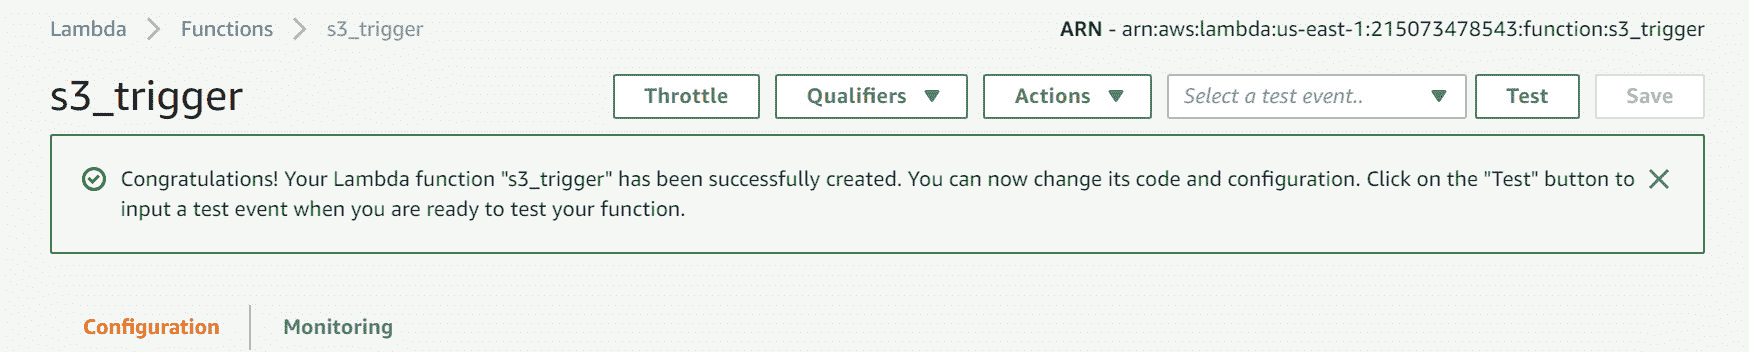 Lambda > Functions > s3_trigger
ARN - arn:aws:lambda:us-east-1:215073478543:function:s3_trigger
s3_trigger
Throttle
Qualifiers
Actions
Select a test event..
Test
Save
Congratulations! Your Lambda function "s3_trigger" has been successfully created. You can now change its code and configuration. Click on the "Test" button to
input a test event when you are ready to test your function.
Configuration
Monitoring